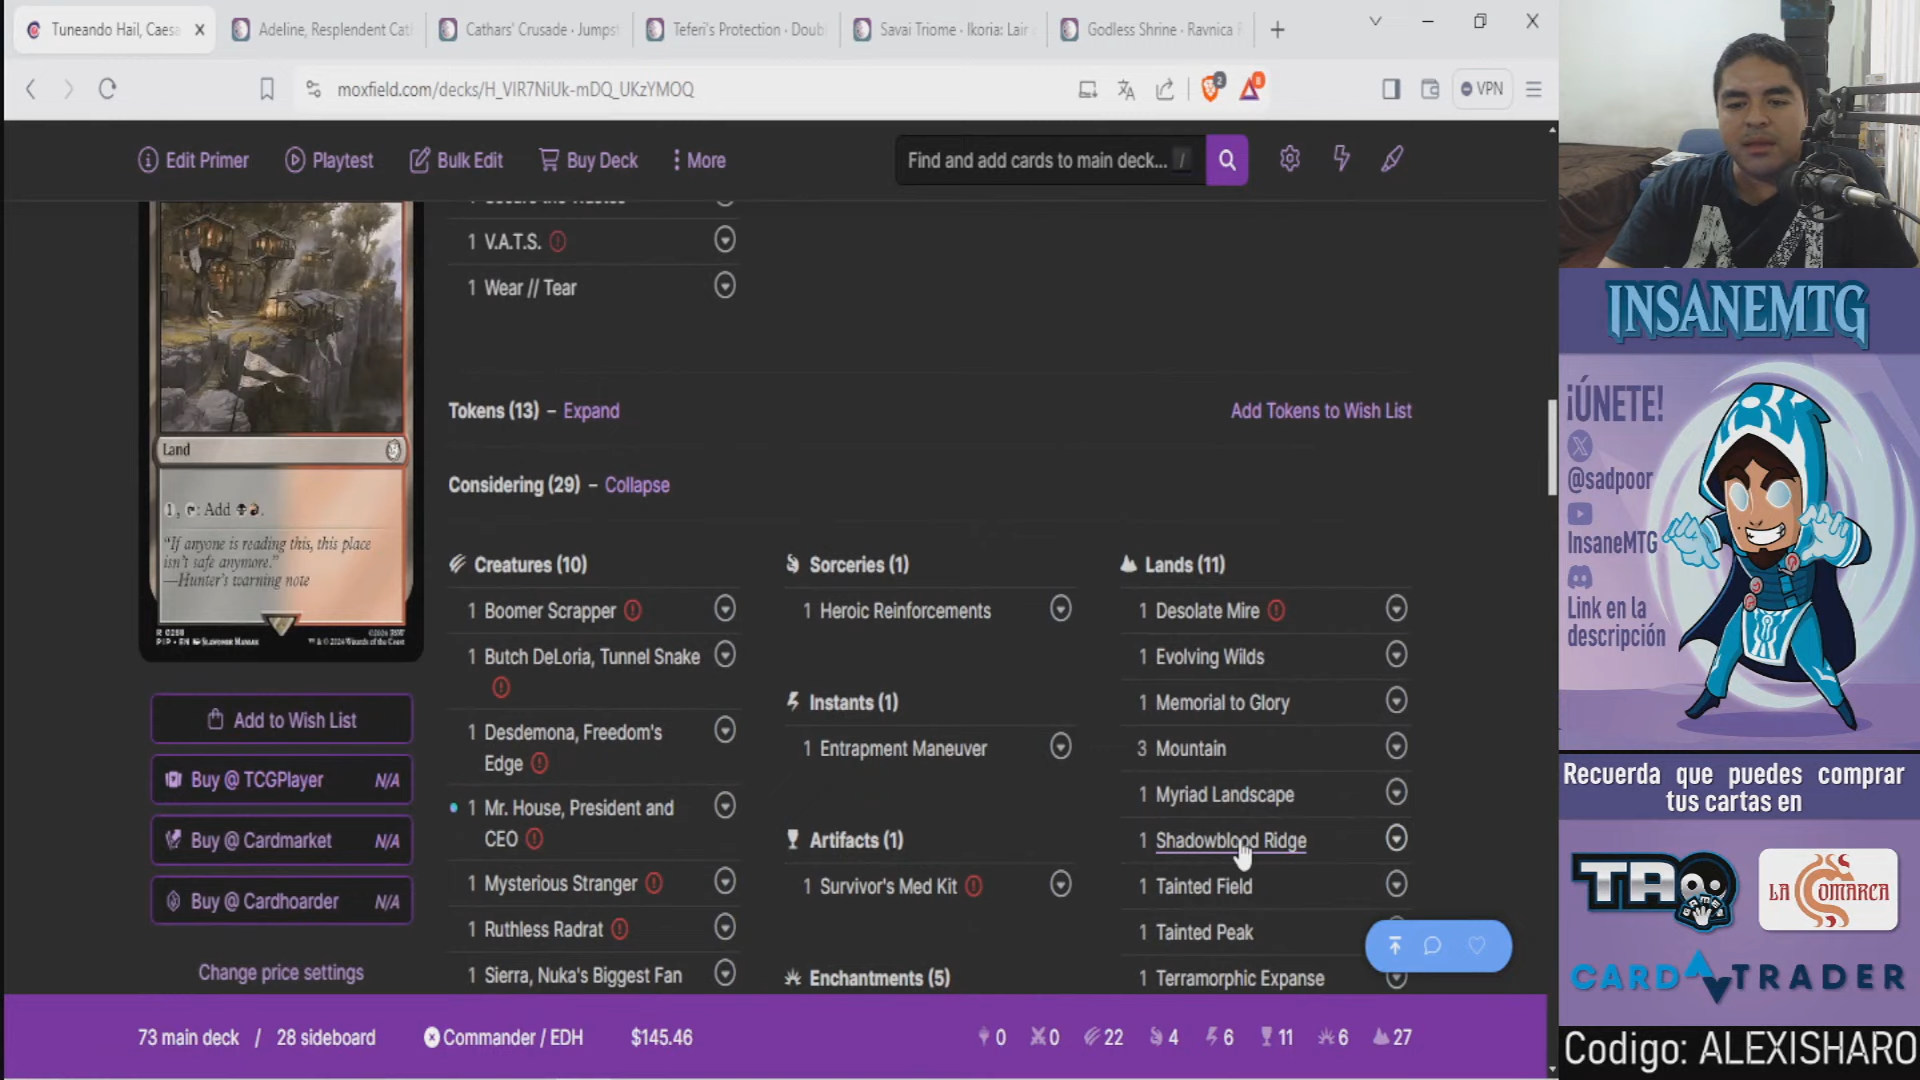 Tuneando Hail, Caesa
Adeline, Resplendent Cat
Cathars' Crusade · Jumpst
Teferi's Protection · Doub
Savai Triome · Ikoria: Lair
Godless Shrine · Ravnica
moxfield.com/decks/H_VIR7NiUk-mDQ_UKzYMOQ
2
VPN
Edit Primer
Playtest
Bulk Edit
Buy Deck
More
Find and add cards to main deck... /
1 V.A.T.S.
1 Wear // Tear
Land
1, : Add
"If anyone is reading this, this place
isn't safe anymore."
—Hunter's warning note
Tokens (13) – Expand
Add Tokens to Wish List
Considering (29) – Collapse
Creatures (10)
1 Boomer Scrapper
1 Butch DeLoria, Tunnel Snake
1 Desdemona, Freedom's
Edge
1 Mr. House, President and
CEO
1 Mysterious Stranger
1 Ruthless Radrat
1 Sierra, Nuka's Biggest Fan
Sorceries (1)
1 Heroic Reinforcements
Instants (1)
1 Entrapment Maneuver
Artifacts (1)
1 Survivor's Med Kit
Enchantments (5)
Lands (11)
1 Desolate Mire
1 Evolving Wilds
1 Memorial to Glory
3 Mountain
1 Myriad Landscape
1 Shadowblood Ridge
1 Tainted Field
1 Tainted Peak
1 Terramorphic Expanse
Add to Wish List
Buy @ TCGPlayer N/A
Buy @ Cardmarket N/A
Buy @ Cardhoarder N/A
Change price settings
73 main deck / 28 sideboard
Commander / EDH
$145.46
0 0 22 4 6 11 6 27
INSANEMTG
¡ÚNETE!
@sadpoor
InsaneMTG
Link en la
descripción
Recuerda que puedes comprar
tus cartas en
TAO
GAMES
LA COMARCA
CARD TRADER
Codigo: ALEXISHARO